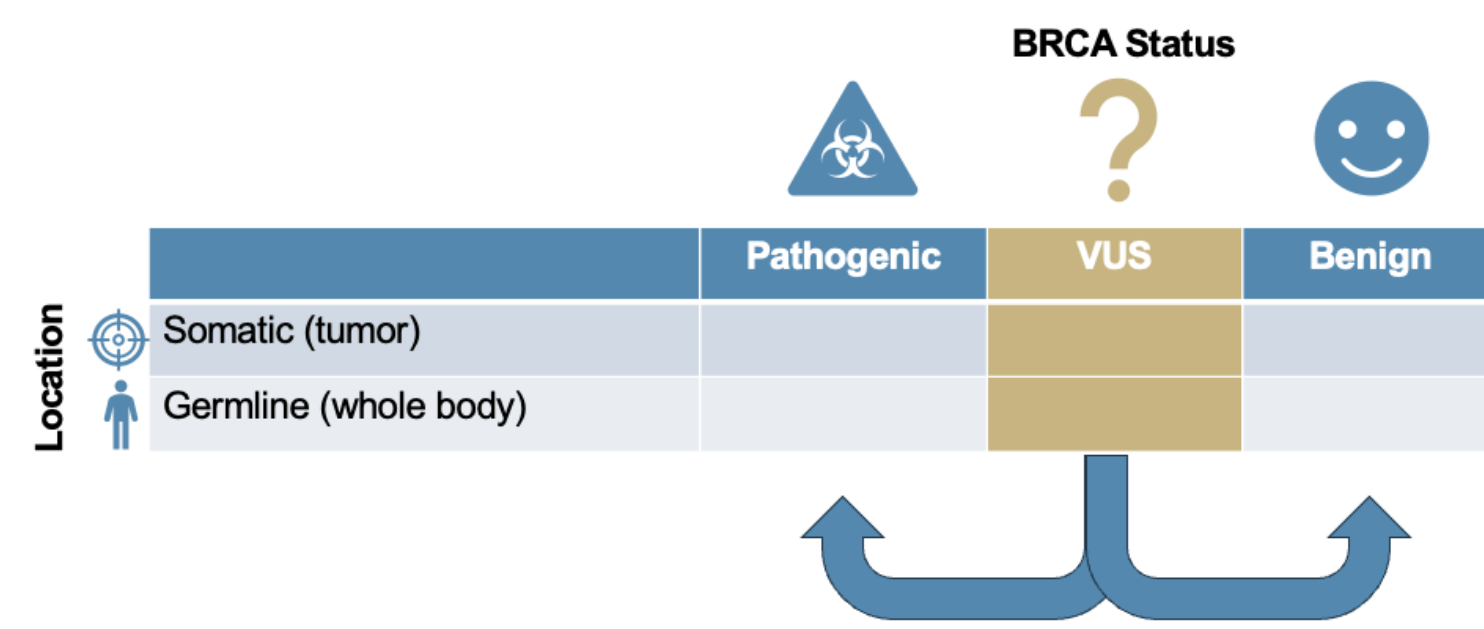 BRCA Status
?
Pathogenic VUS Benign
Location
Somatic (tumor)
Germline (whole body)